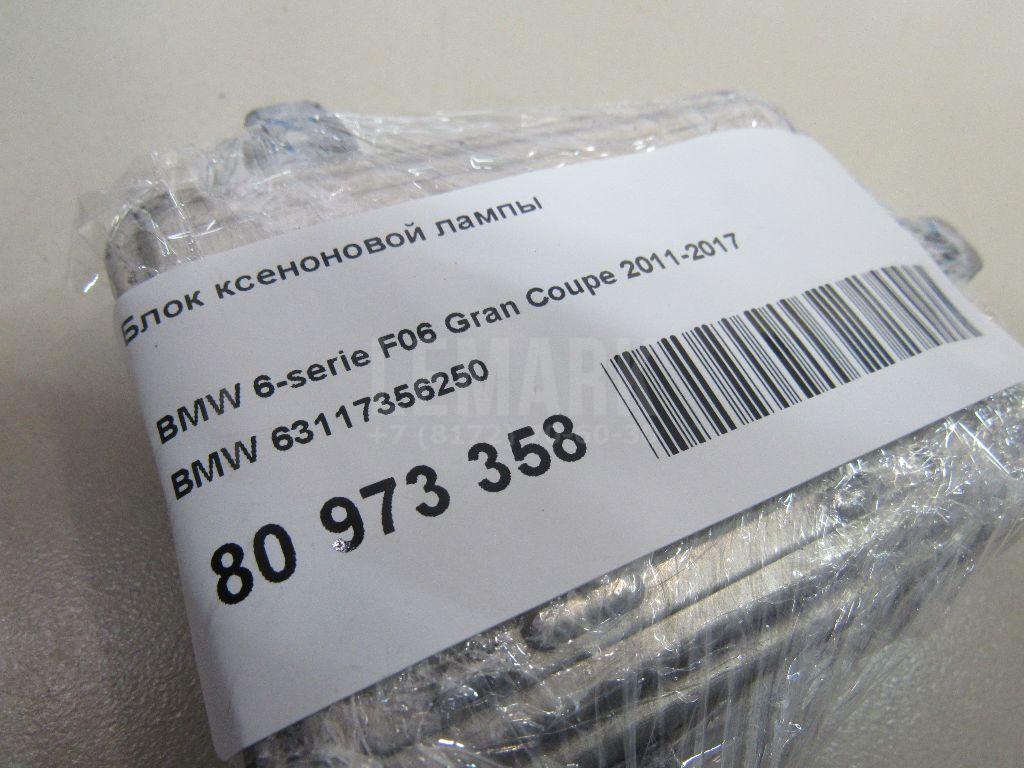 Блок ксеноновой лампы
BMW 6-serie F06 Gran Coupe 2011-2017
BMW 63117356250
80 973 358